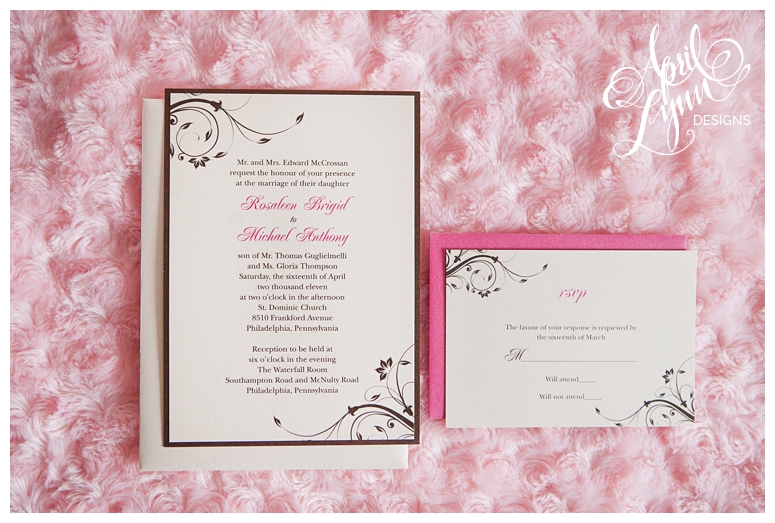 Mr. and Mrs. Edward McCrossan
request the honour of your presence
at the marriage of their daughter
Rosaleen Brigid
to
Michael Anthony
son of Mr. Thomas Guglielmelli
and Ms. Gloria Thompson
Saturday, the sixteenth of April
two thousand eleven
at two o'clock in the afternoon
St. Dominic Church
8510 Frankford Avenue
Philadelphia, Pennsylvania
Reception to be held at
six o'clock in the evening
The Waterfall Room
Southampton Road and McNulty Road
Philadelphia, Pennsylvania
April
Lynn
DESIGNS
rsvp
The favour of your response is requested by
the sixteenth of March
M
Will attend
Will not attend